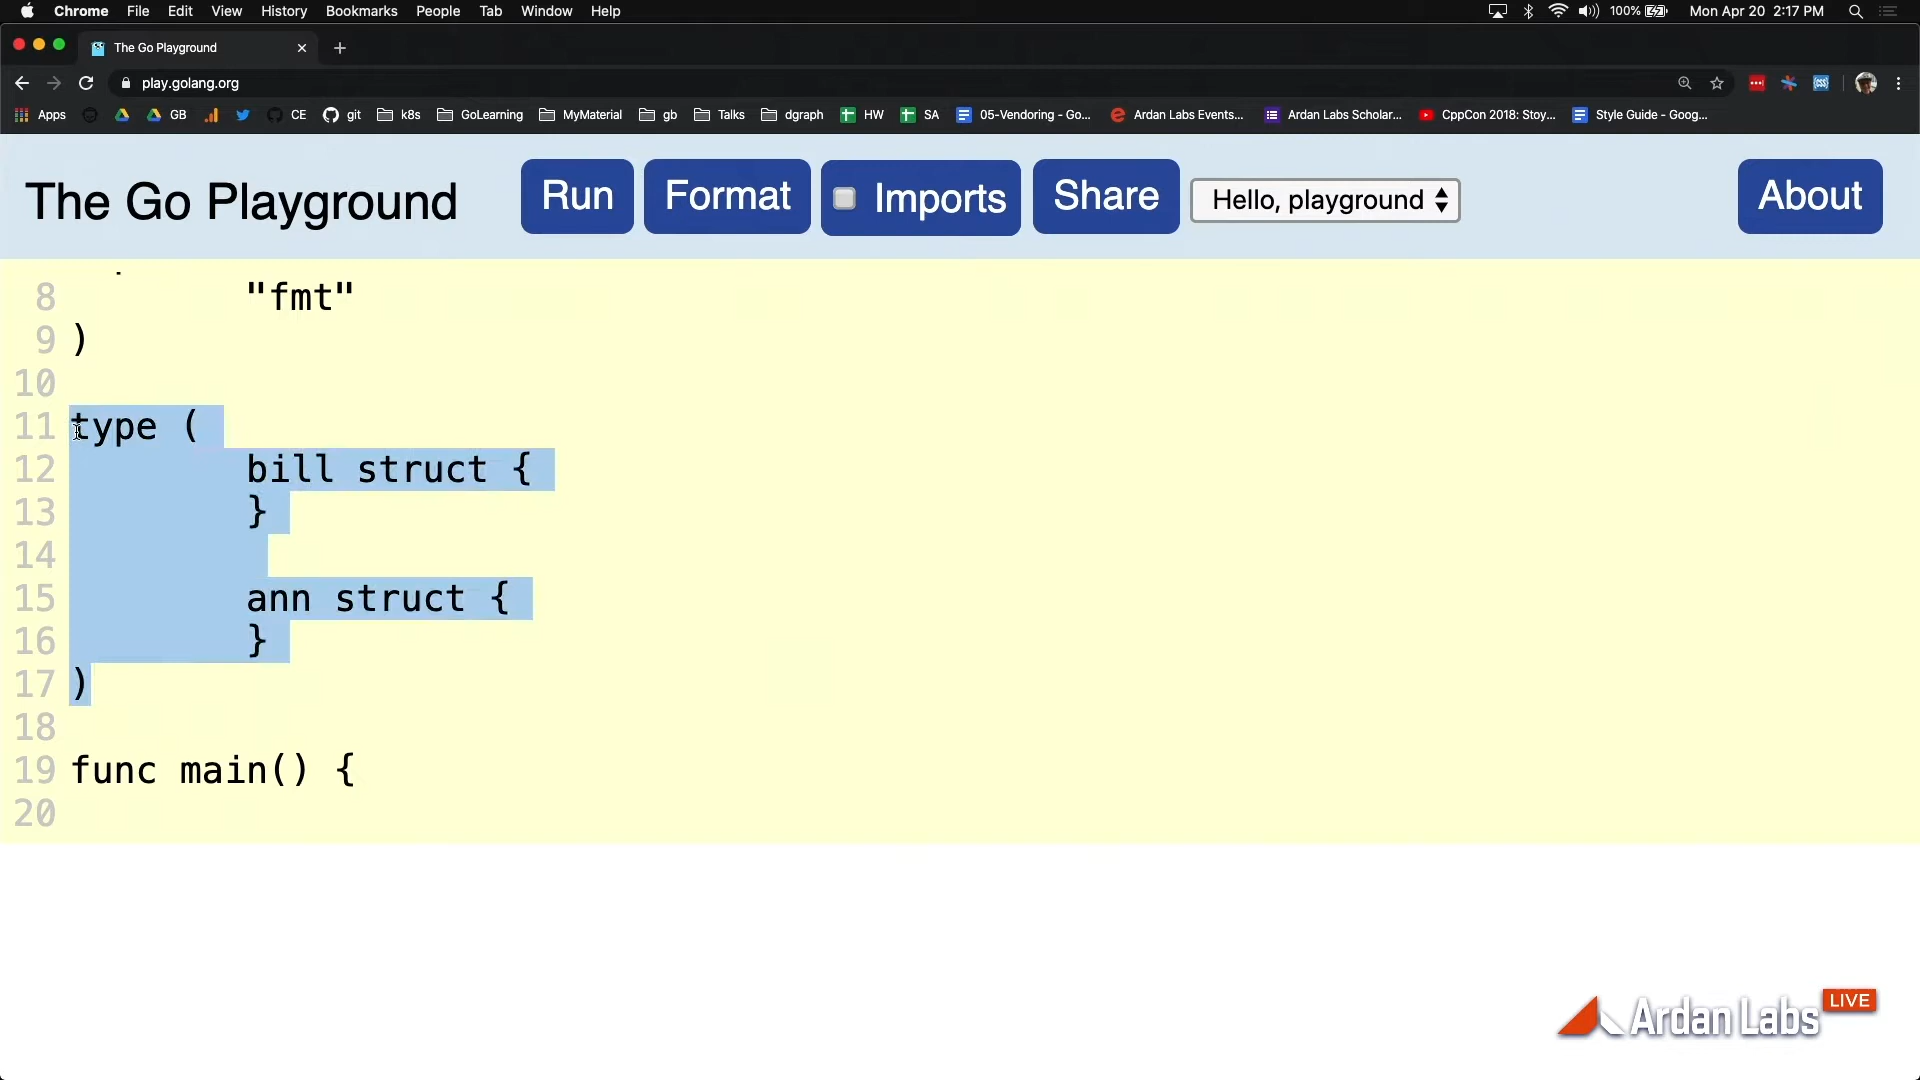 Chrome File Edit View History Bookmarks People Tab Window Help 100% Mon Apr 20 2:17 PM
The Go Playground
play.golang.org
Apps GB CE git k8s GoLearning MyMaterial gb Talks dgraph HW SA 05-Vendoring - Go... Ardan Labs Events... Ardan Labs Scholar... CppCon 2018: Stoy... Style Guide - Goog...
The Go Playground Run Format Imports Share Hello, playground About
8 "fmt"
9 )
10
11 type (
12 bill struct {
13 }
14
15 ann struct {
16 }
17 )
18
19 func main() {
20
Ardan Labs LIVE